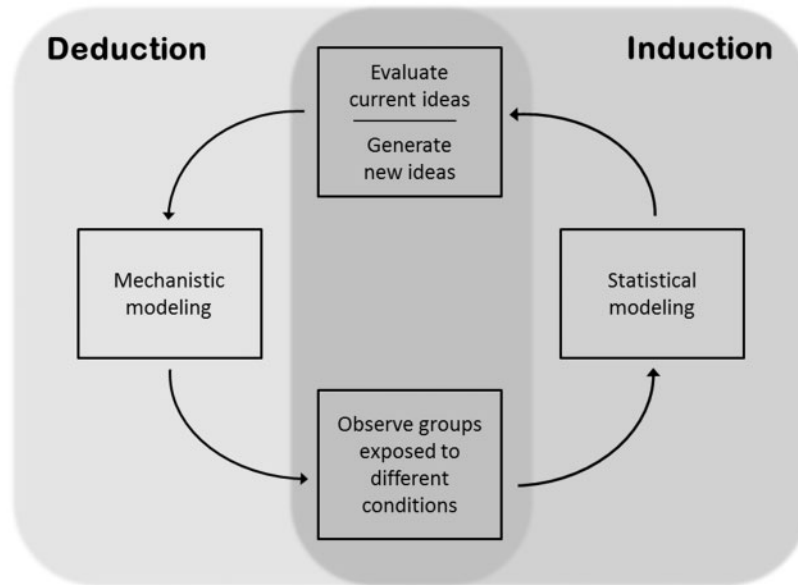 Deduction
Induction
Evaluate
current ideas
Generate
new ideas
Mechanistic
modeling
Statistical
modeling
Observe groups
exposed to
different
conditions